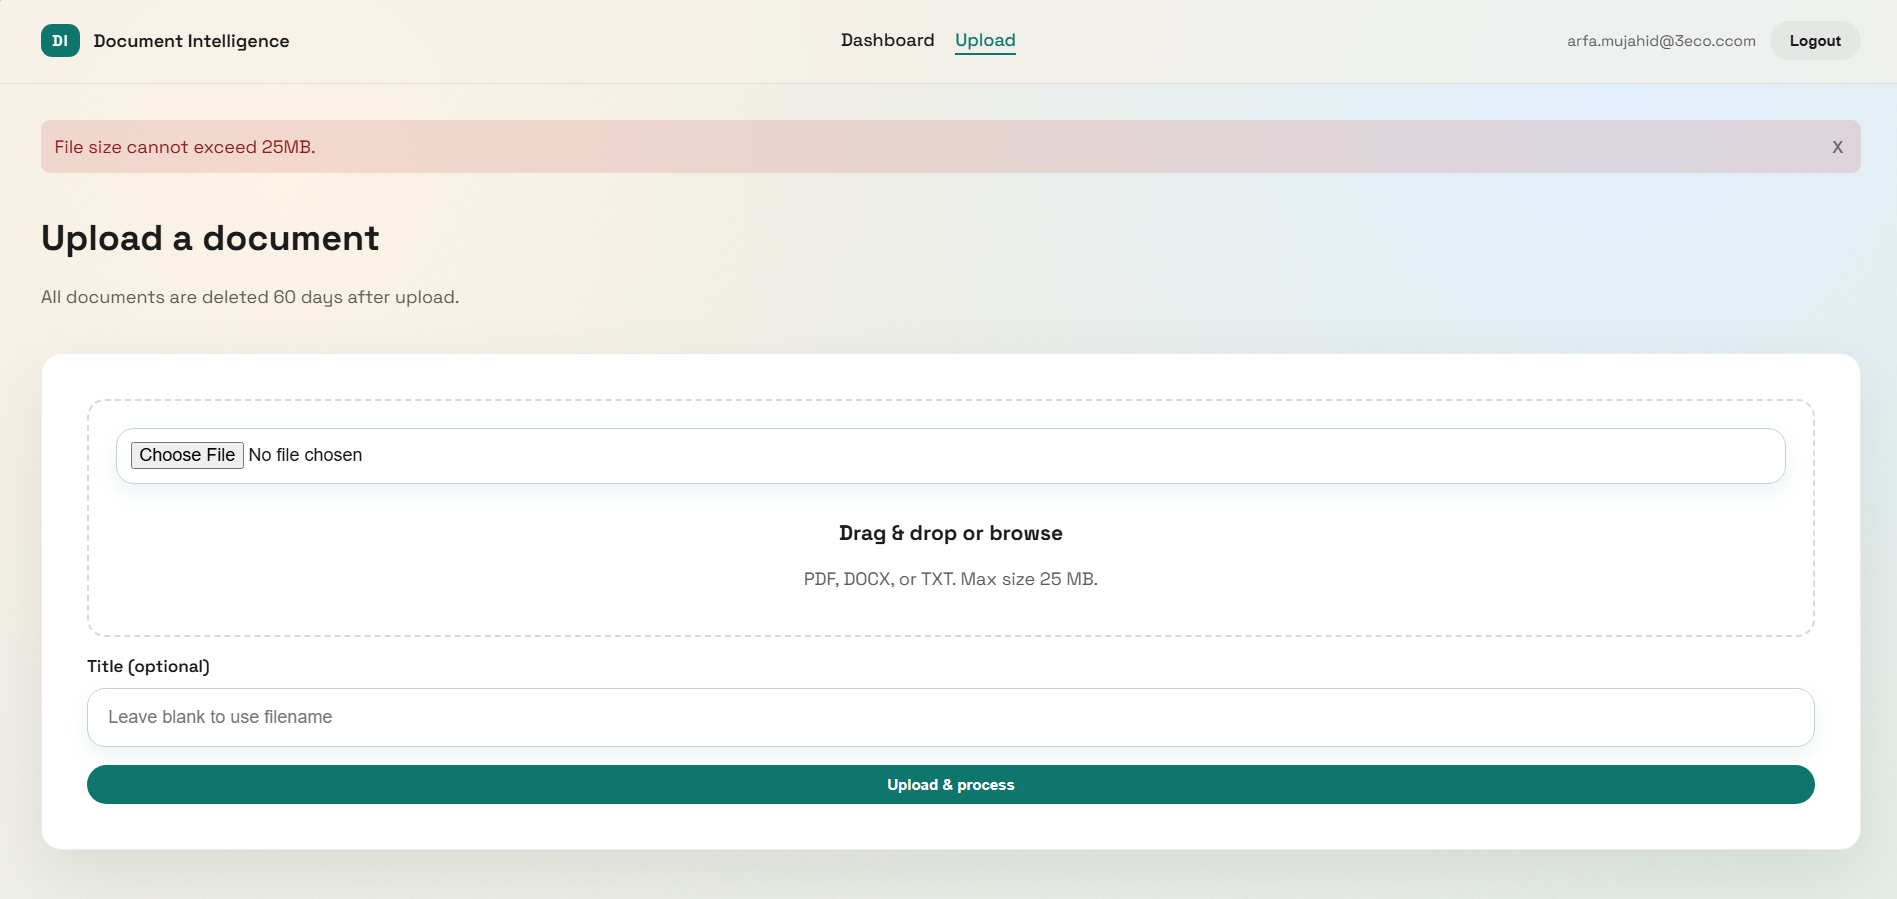 DI Document Intelligence
Dashboard Upload
arfa.mujahid@3eco.ccom Logout
File size cannot exceed 25MB. X
Upload a document
All documents are deleted 60 days after upload.
Choose File No file chosen
Drag & drop or browse
PDF, DOCX, or TXT. Max size 25 MB.
Title (optional)
Leave blank to use filename
Upload & process